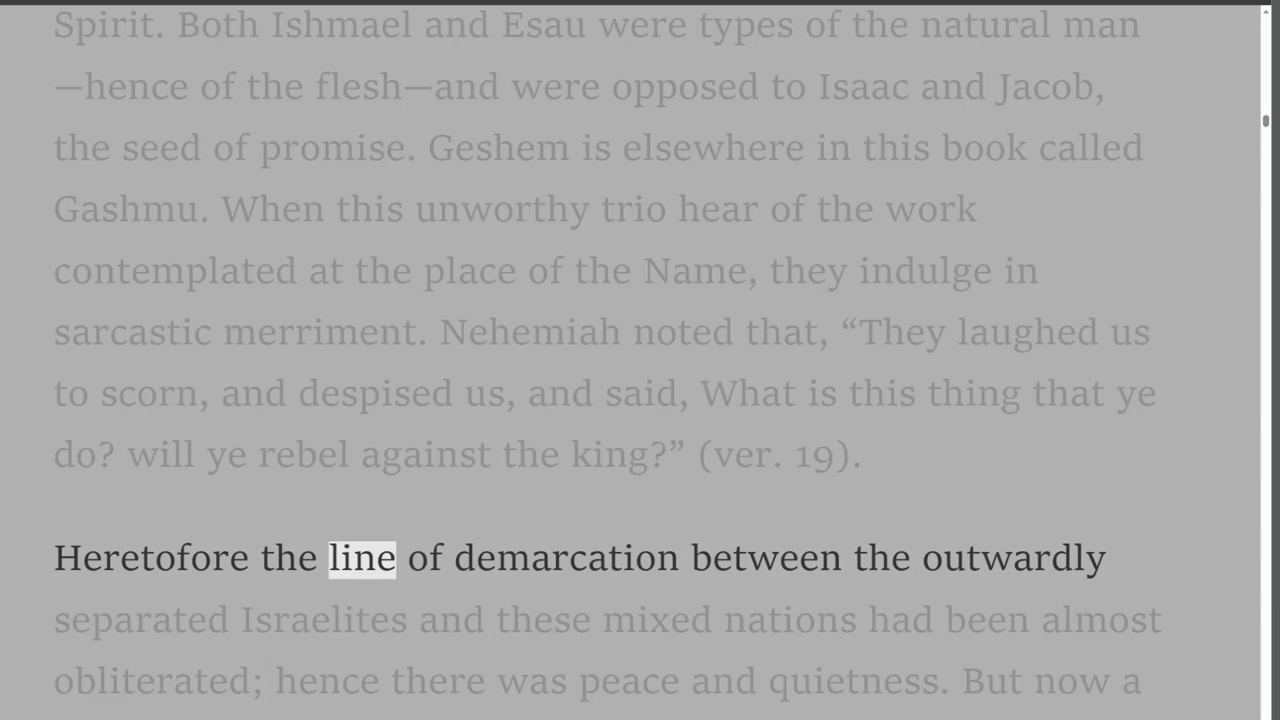 Spirit. Both Ishmael and Esau were types of the natural man
—hence of the flesh—and were opposed to Isaac and Jacob,
the seed of promise. Geshem is elsewhere in this book called
Gashmu. When this unworthy trio hear of the work
contemplated at the place of the Name, they indulge in
sarcastic merriment. Nehemiah noted that, “They laughed us
to scorn, and despised us, and said, What is this thing that ye
do? will ye rebel against the king?” (ver. 19).
Heretofore the line of demarcation between the outwardly
separated Israelites and these mixed nations had been almost
obliterated; hence there was peace and quietness. But now a